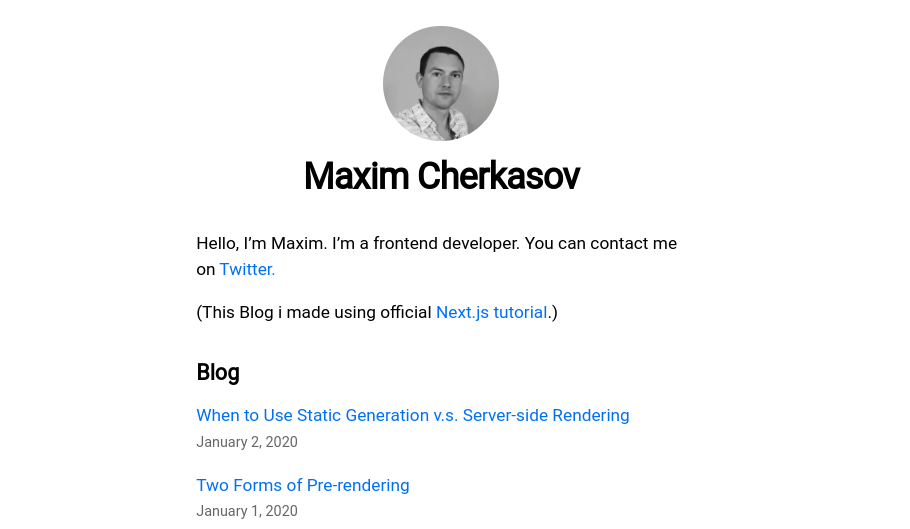 Maxim Cherkasov
Hello, I’m Maxim. I’m a frontend developer. You can contact me
on Twitter.
(This Blog i made using official Next.js tutorial.)
Blog
When to Use Static Generation v.s. Server-side Rendering
January 2, 2020
Two Forms of Pre-rendering
January 1, 2020